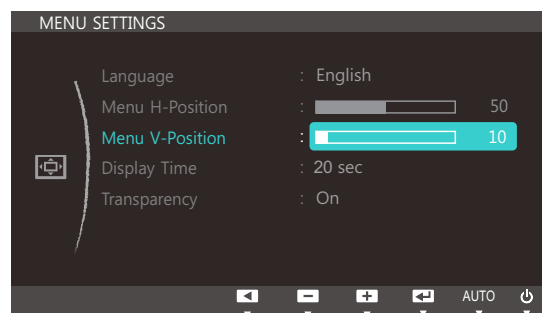 MENU SETTINGS
Language : English
Menu H-Position : 50
Menu V-Position : 10
Display Time : 20 sec
Transparency : On
AUTO